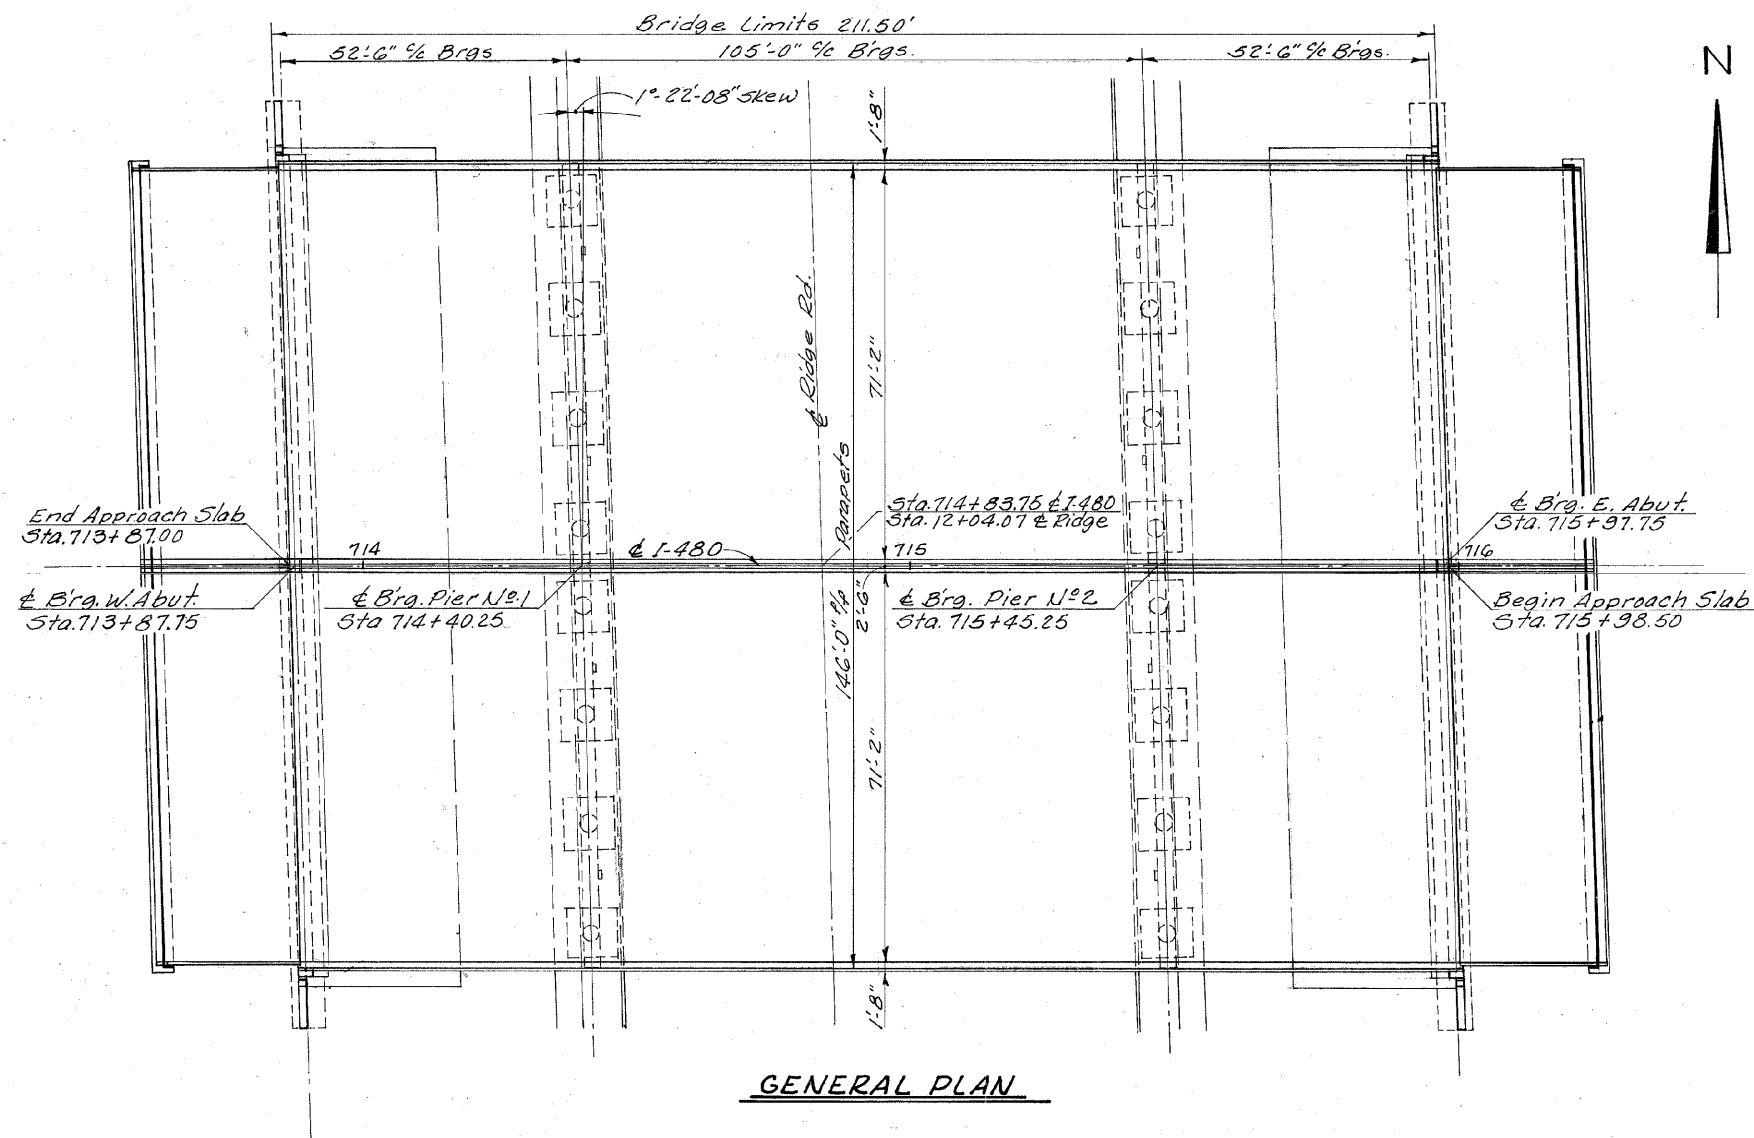 Bridge Limits 211.50'
52'-6" c/c Brgs
105'-0" c/c Brgs.
52'-6" c/c Brgs.
N
1°-22'-08" skew
1'-8"
℄ Ridge Rd.
71'-2"
Parapets
146'-0" P/P
End Approach Slab
Sta. 713+87.00
714
℄ I-480
Sta. 714+83.75 ℄ I-480
Sta. 12+04.07 ℄ Ridge
715
℄ Brg. E. Abut.
Sta. 715+97.75
716
℄ Brg. W. Abut.
Sta. 713+87.75
℄ Brg. Pier No. 1
Sta 714+40.25
2'-6"
℄ Brg. Pier No. 2
Sta. 715+45.25
Begin Approach Slab
Sta. 715+98.50
71'-2"
1'-8"
GENERAL PLAN